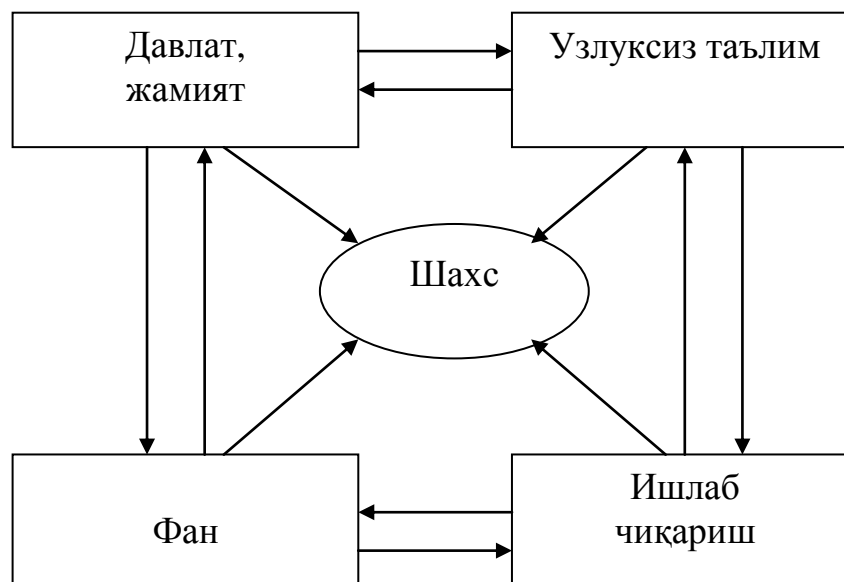 Давлат,
жамият
Узлуксиз таълим
Шахс
Фан
Ишлаб
чиқариш